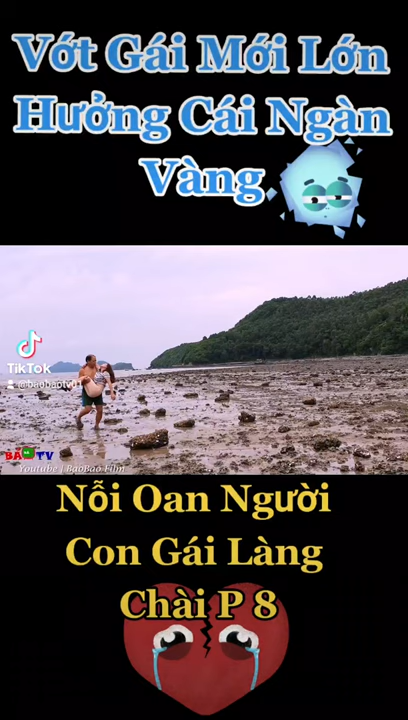 Vớt Gái Mới Lớn
Hưởng Cái Ngàn
Vàng
TikTok
@baobaotv01
BAO TV
Youtube | BaoBao Film
Nỗi Oan Người
Con Gái Làng
Chài P 8